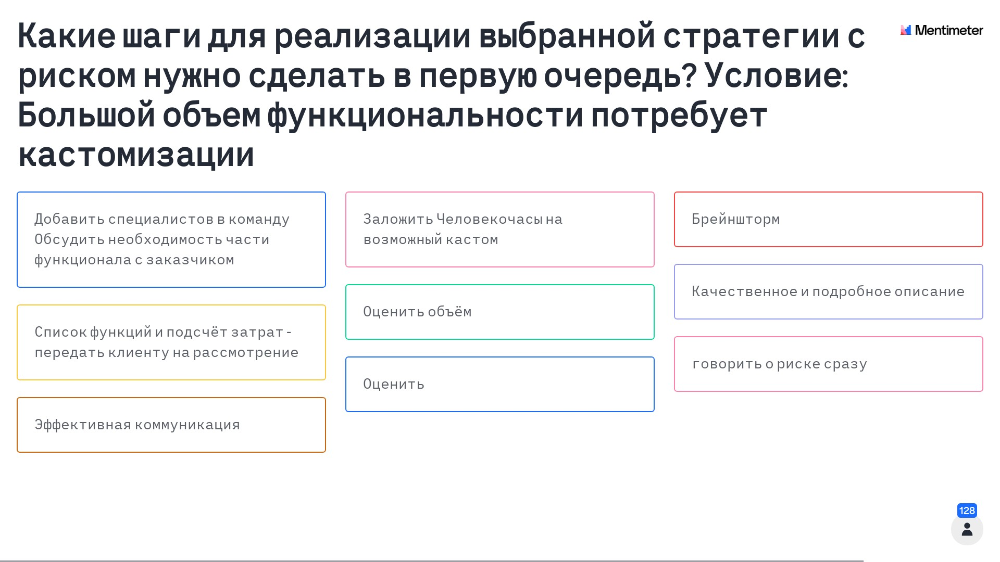 Какие шаги для реализации выбранной стратегии с
риском нужно сделать в первую очередь? Условие:
Большой объем функциональности потребует
кастомизации
Mentimeter
Добавить специалистов в команду
Обсудить необходимость части
функционала с заказчиком
Список функций и подсчёт затрат -
передать клиенту на рассмотрение
Эффективная коммуникация
Заложить Человекочасы на
возможный кастом
Оценить объём
Оценить
Брейншторм
Качественное и подробное описание
говорить о риске сразу
128